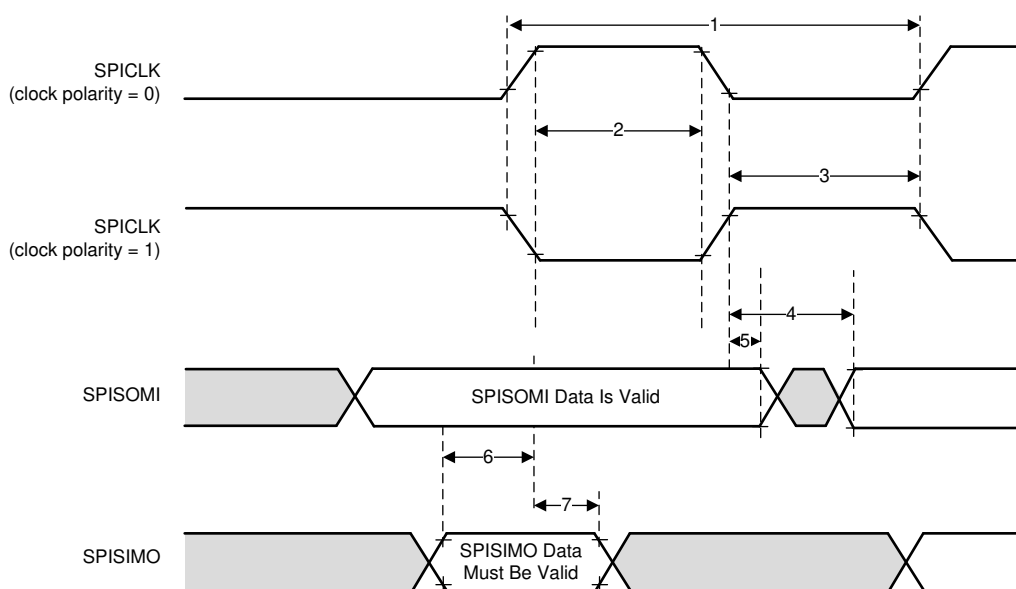 1
SPICLK
(clock polarity = 0)
2
3
SPICLK
(clock polarity = 1)
4
5
SPISOMI
SPISOMI Data Is Valid
6
7
SPISIMO
SPISIMO Data
Must Be Valid